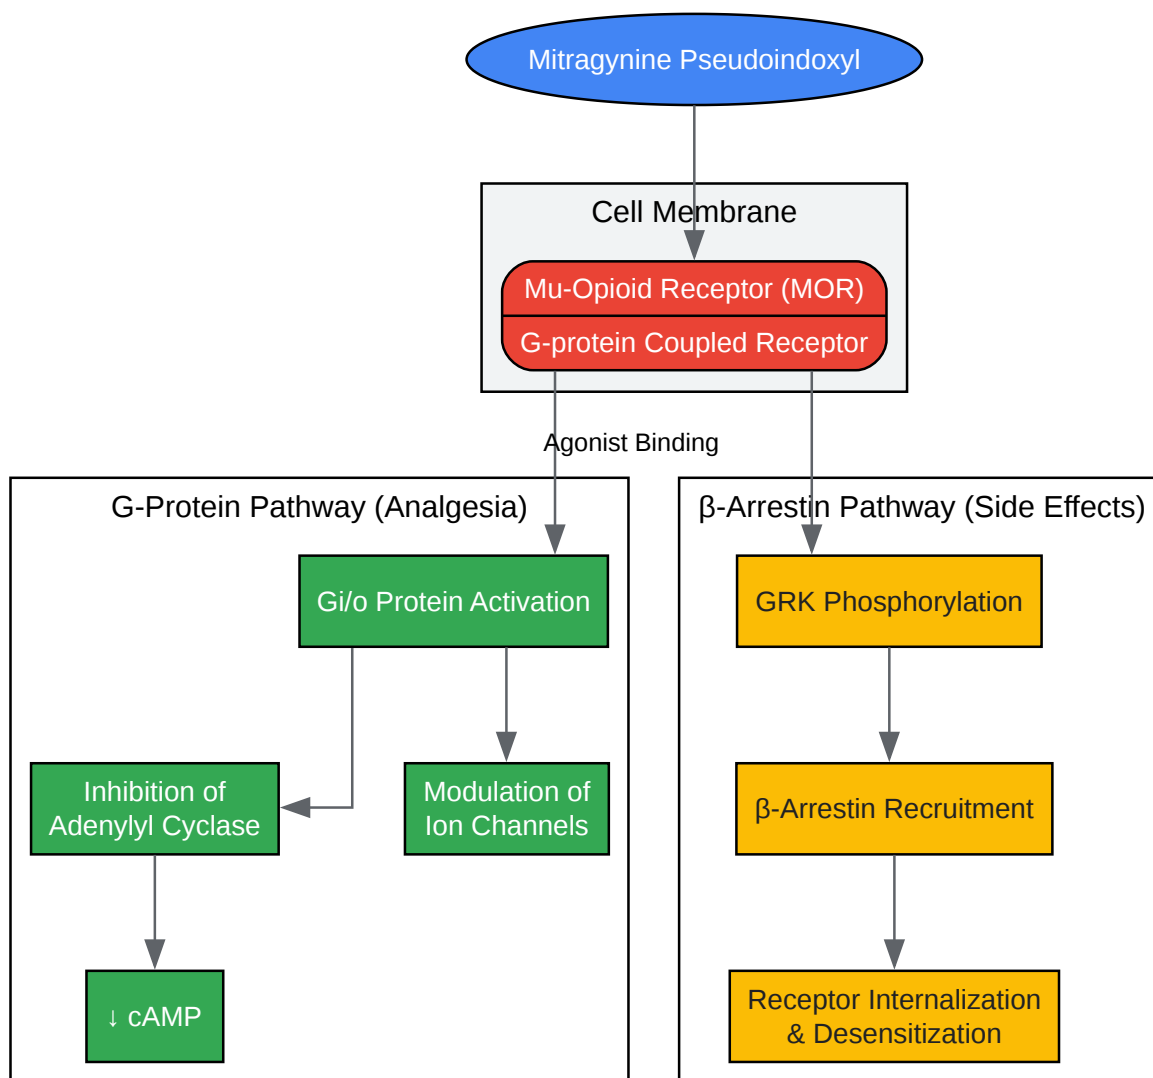 Mitragynine Pseudoindoxyl
Cell Membrane
Mu-Opioid Receptor (MOR)
G-protein Coupled Receptor
Agonist Binding
G-Protein Pathway (Analgesia)
β-Arrestin Pathway (Side Effects)
Gi/o Protein Activation
GRK Phosphorylation
Inhibition of
Adenylyl Cyclase
Modulation of
Ion Channels
β-Arrestin Recruitment
↓ cAMP
Receptor Internalization
& Desensitization